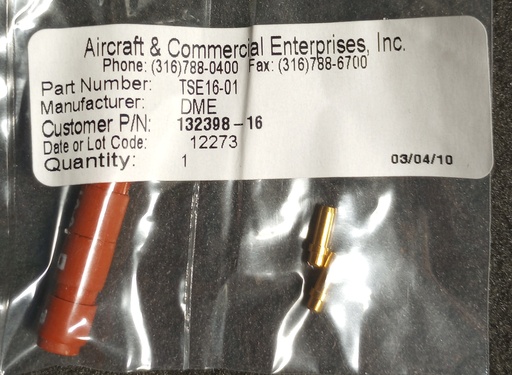 Aircraft & Commercial Enterprises, Inc.
Phone: (316)788-0400 Fax: (316)788-6700
Part Number: TSE16-01
Manufacturer: DME
Customer P/N: 132398-16
Date or Lot Code: 12273
Quantity: 1 03/04/10